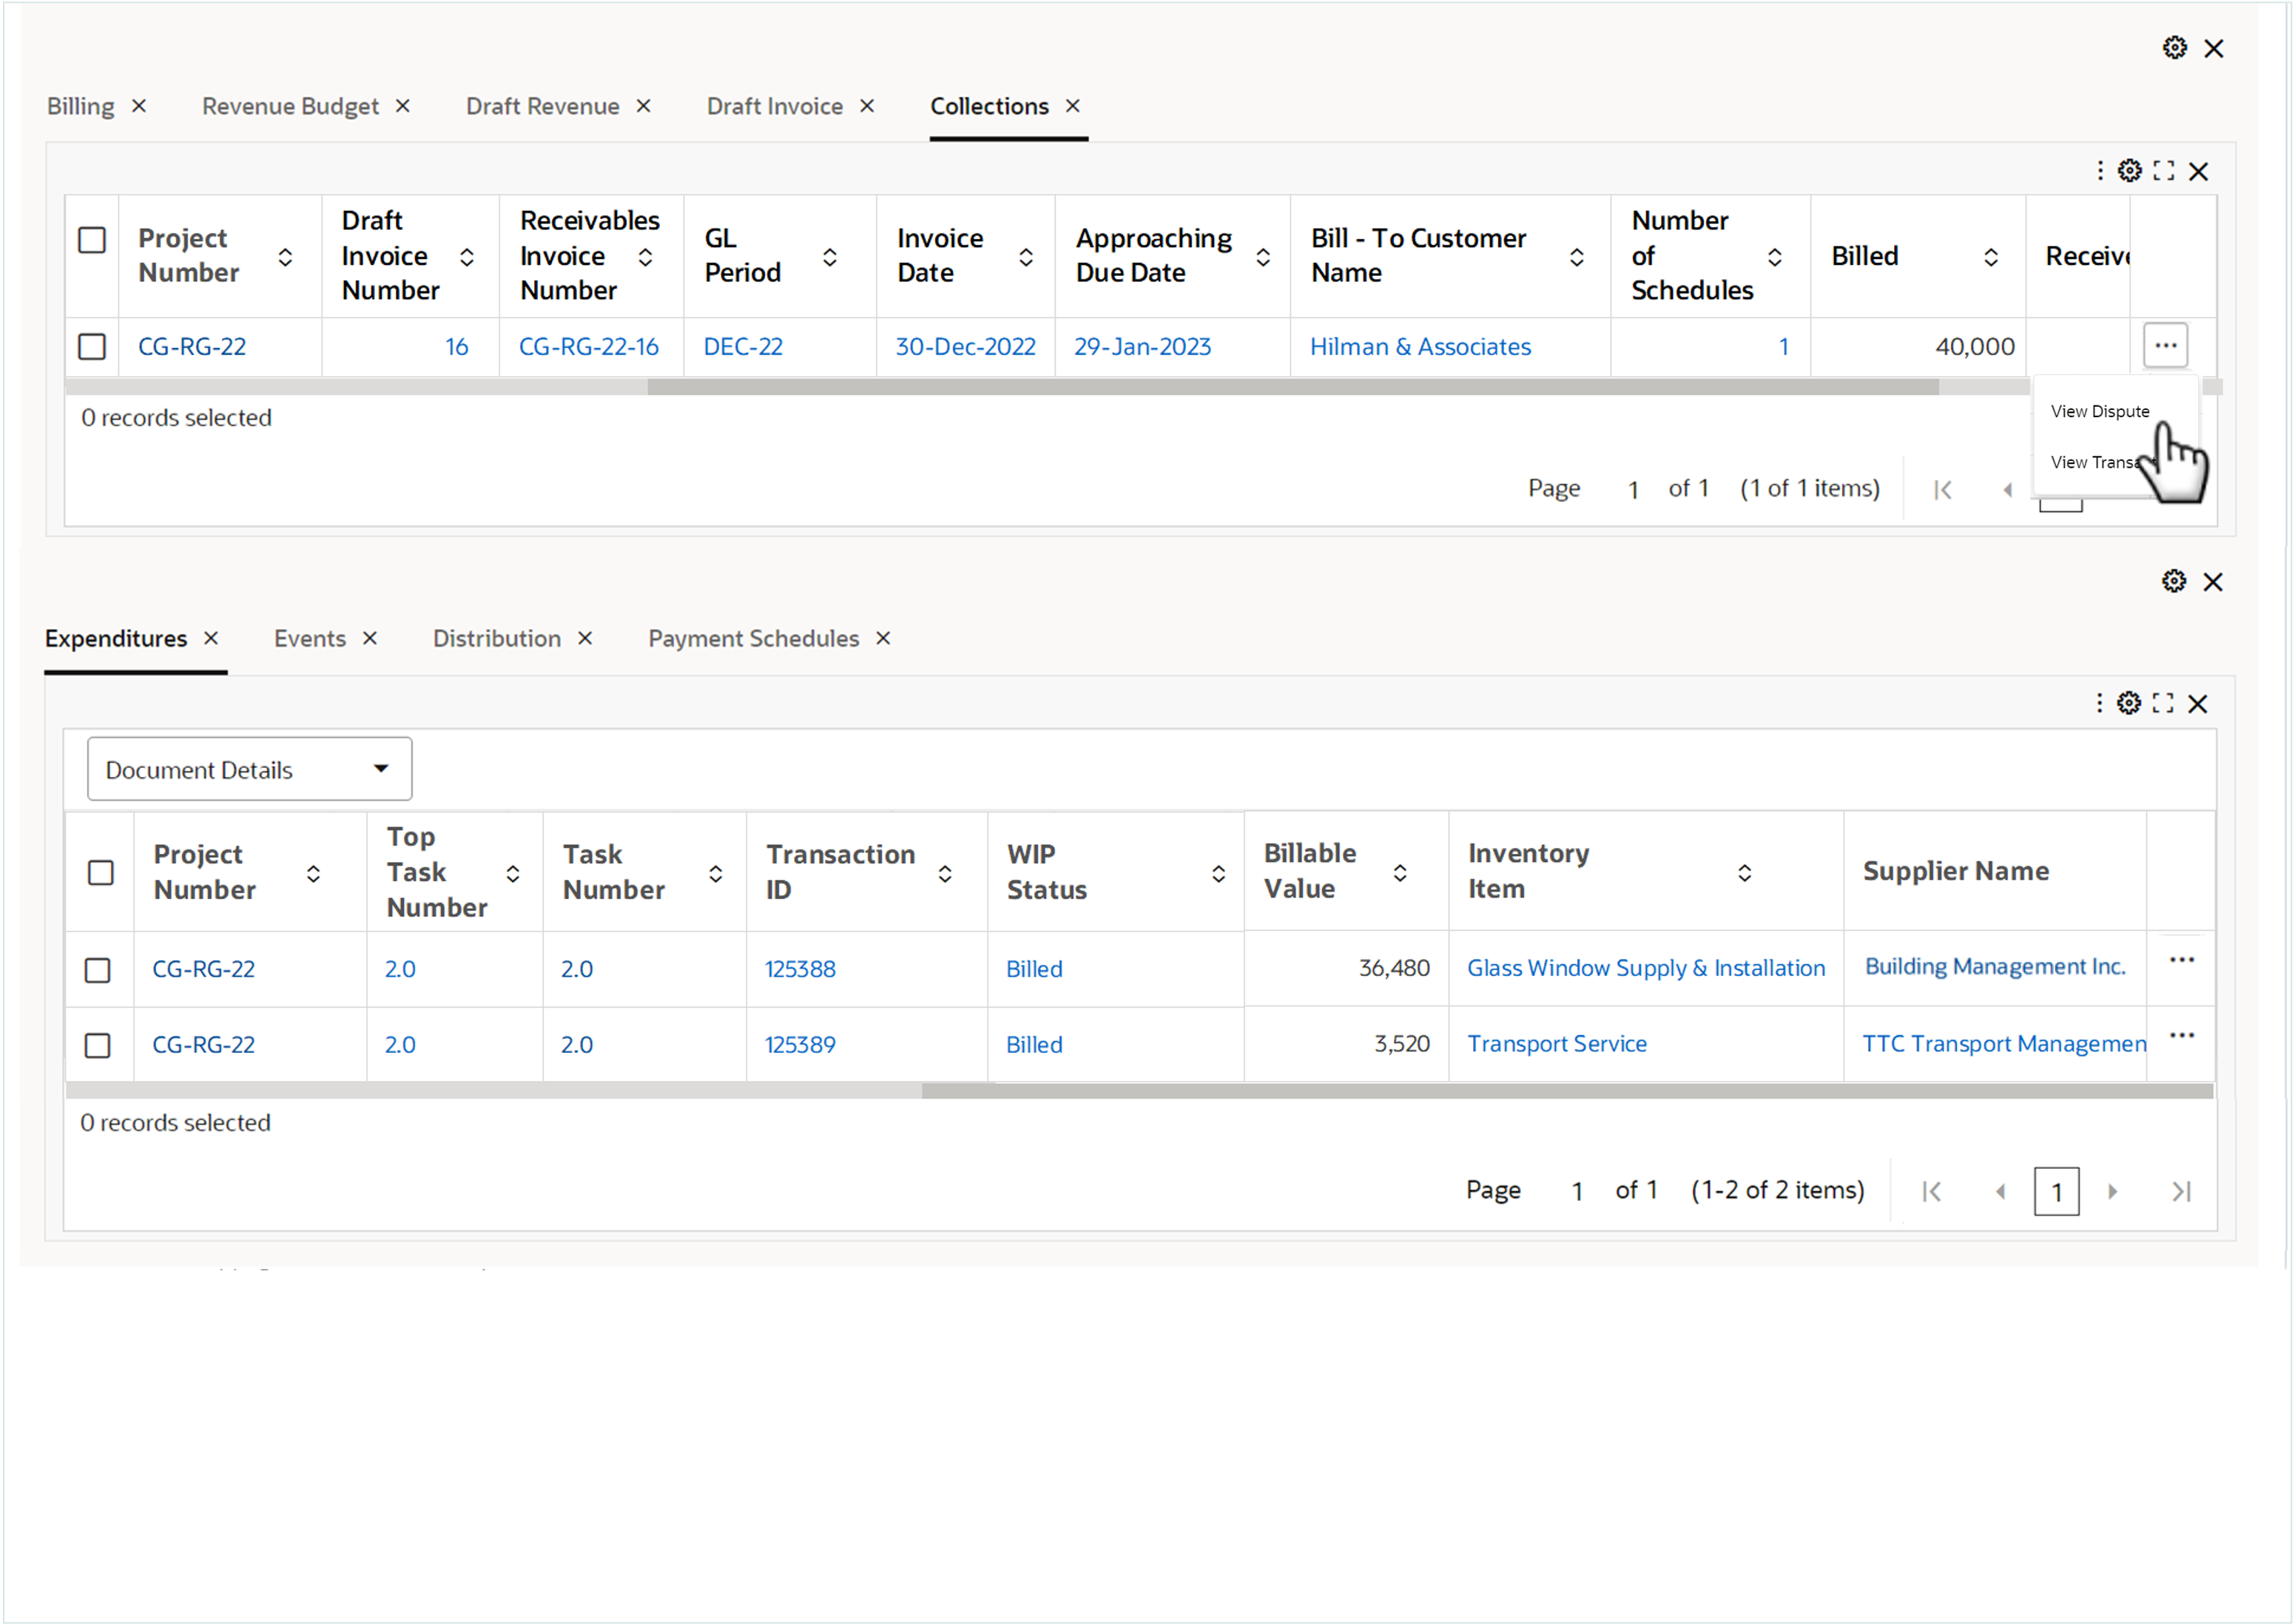 Billing Revenue Budget Draft Revenue Draft Invoice Collections
Project Number Draft Invoice Number Receivables Invoice Number GL Period Invoice Date Approaching Due Date Bill - To Customer Name Number of Schedules Billed
CG-RG-22 16 CG-RG-22-16 DEC-22 30-Dec-2022 29-Jan-2023 Hilman & Associates 1 40,000 ...
0 records selected
View Dispute
View
Page 1 of 1 (1 of 1 items)
Expenditures Events Distribution Payment Schedules
Document Details
Project Number Top Task Number Task Number Transaction ID WIP Status Billable Value Inventory Item Supplier Name
CG-RG-22 2.0 2.0 125388 Billed 36,480 Glass Window Supply & Installation Building Management Inc. ...
CG-RG-22 2.0 2.0 125389 Billed 3,520 Transport Service TTC Transport Managemen ...
0 records selected
Page 1 of 1 (1-2 of 2 items) 1